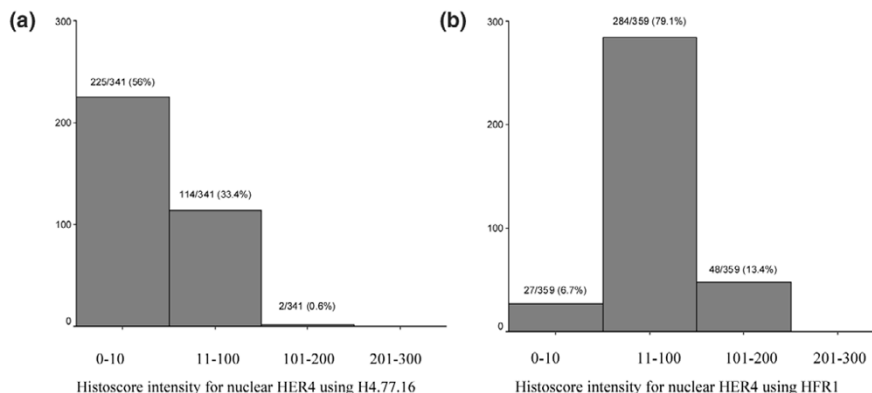 (a)
300
225/341 (56%)
200
114/341 (33.4%)
100
2/341 (0.6%)
0
0-10 11-100 101-200 201-300
Histoscore intensity for nuclear HER4 using H4.77.16
(b)
284/359 (79.1%)
300
200
100
48/359 (13.4%)
27/359 (6.7%)
0
0-10 11-100 101-200 201-300
Histoscore intensity for nuclear HER4 using HFR1